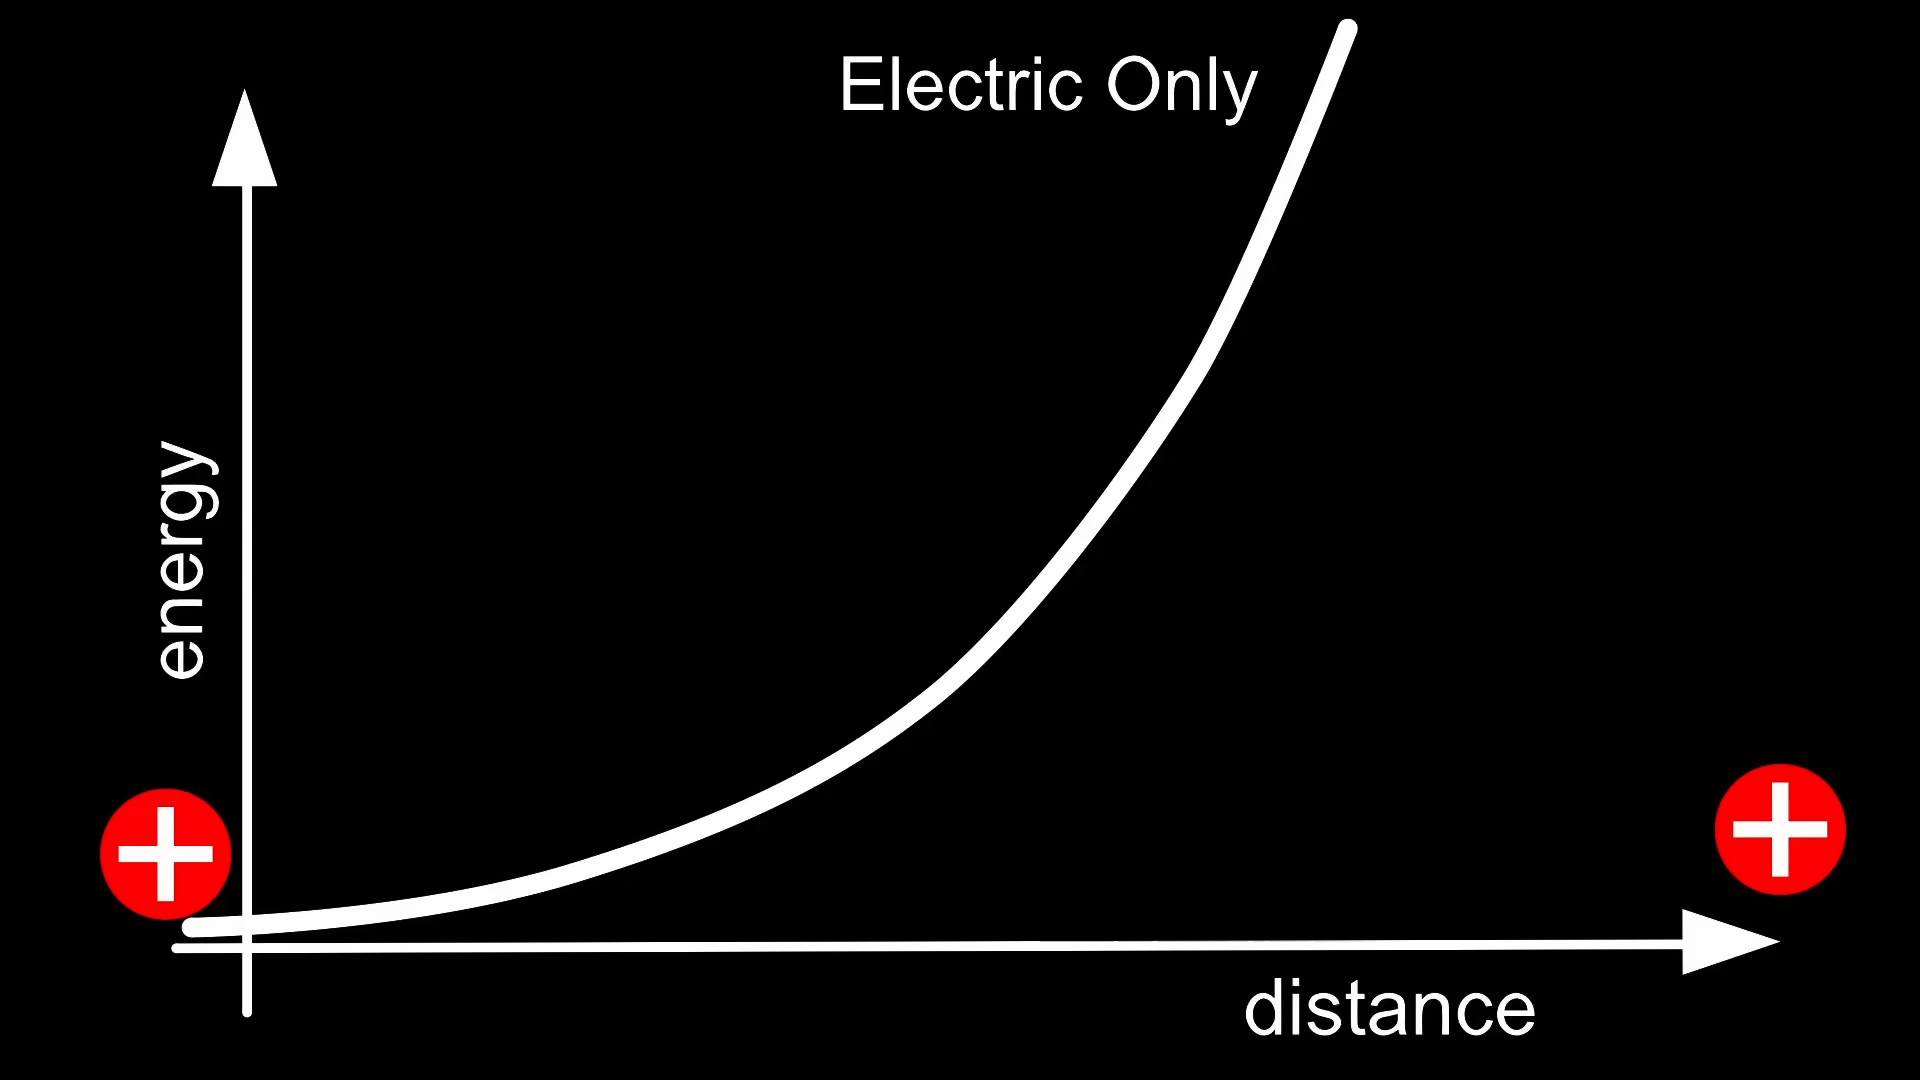 Electric Only
energy
+
+
distance